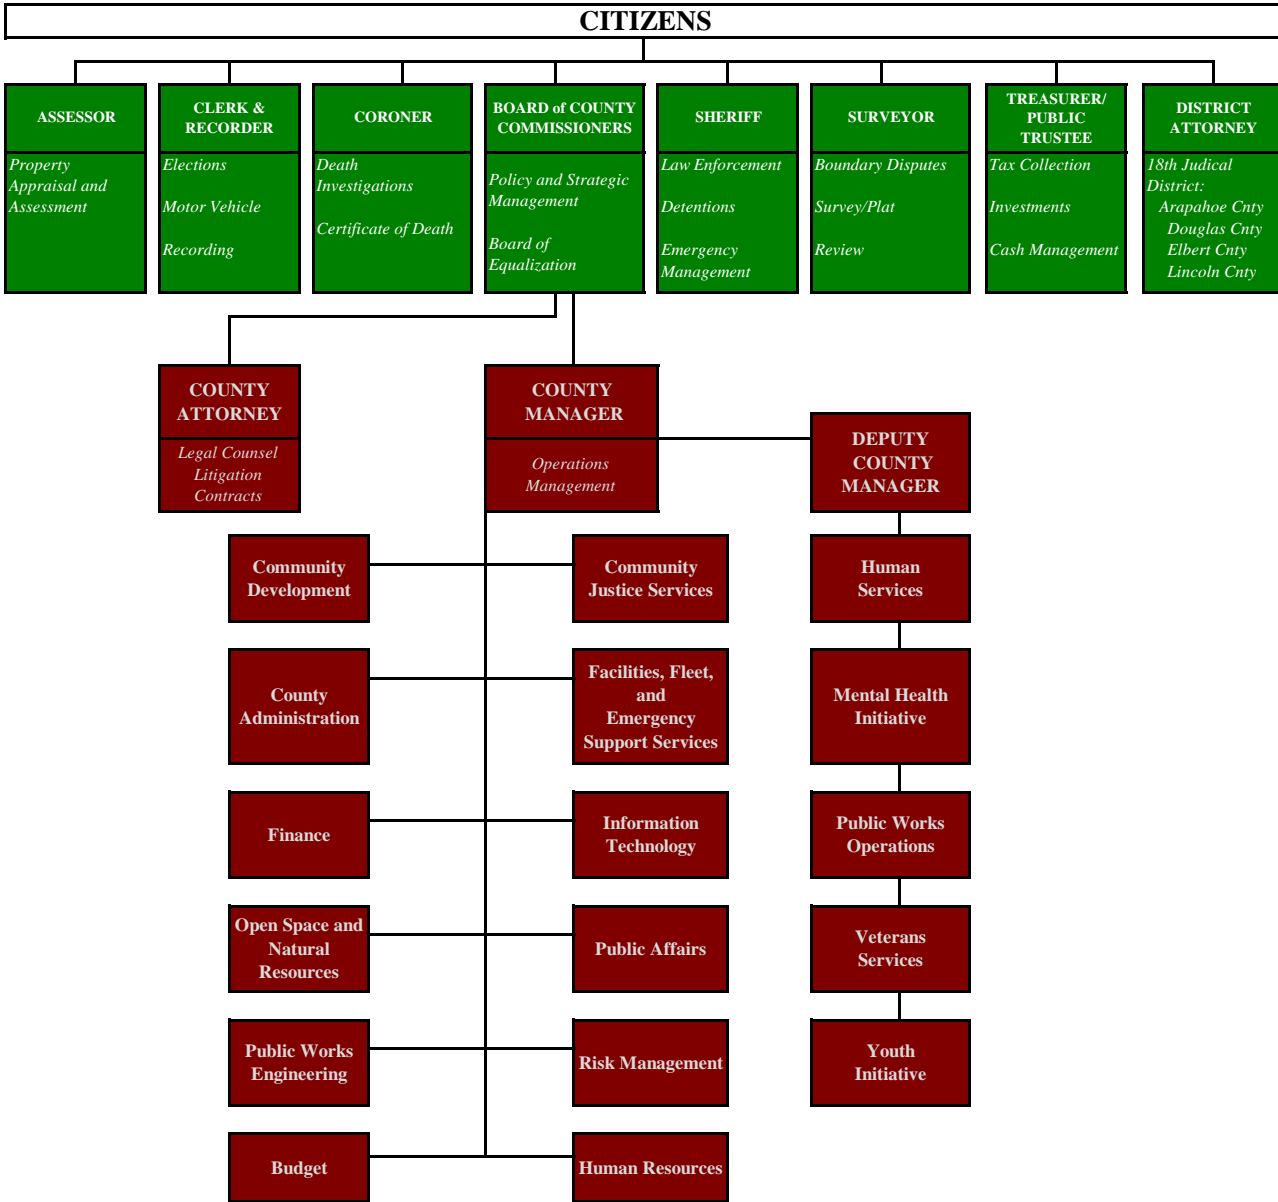 CITIZENS
ASSESSOR
Property
Appraisal and
Assessment
CLERK &
RECORDER
Elections
Motor Vehicle
Recording
CORONER
Death
Investigations
Certificate of Death
BOARD of COUNTY
COMMISSIONERS
Policy and Strategic
Management
Board of
Equalization
SHERIFF
Law Enforcement
Detentions
Emergency
Management
SURVEYOR
Boundary Disputes
Survey/Plat
Review
TREASURER/
PUBLIC
TRUSTEE
Tax Collection
Investments
Cash Management
DISTRICT
ATTORNEY
18th Judical
District:
Arapahoe Cnty
Douglas Cnty
Elbert Cnty
Lincoln Cnty
COUNTY
ATTORNEY
Legal Counsel
Litigation
Contracts
COUNTY
MANAGER
Operations
Management
DEPUTY
COUNTY
MANAGER
Community
Development
Community
Justice Services
Human
Services
County
Administration
Facilities, Fleet,
and
Emergency
Support Services
Mental Health
Initiative
Finance
Information
Technology
Public Works
Operations
Open Space and
Natural
Resources
Public Affairs
Veterans
Services
Public Works
Engineering
Risk Management
Youth
Initiative
Budget
Human Resources